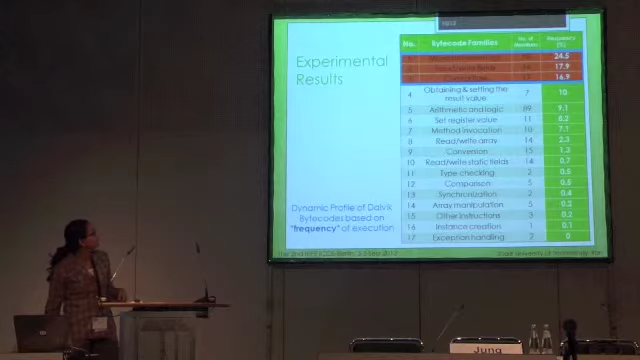 Experimental
Results
Dynamic Profile of Dalvik
Bytecodes based on
"frequency" of execution
No. Bytecode Families No. of Frequency
(%)
24.5
17.9
16.9
4 Obtaining & setting the 7 10
result value
5 Arithmetic and logic 89 9.1
6 Set register value 11 8.2
7 Method invocation 10 7.1
8 Read/write array 14 2.3
9 Conversion 15 1.3
10 Read/write static fields 14 0.7
11 Type checking 2 0.5
12 Comparison 5 0.5
13 Synchronization 2 0.4
14 Array manipulation 5 0.2
15 Other instructions 3 0.2
16 Instance creation 1 0.1
17 Exception handling 2 0
Jung